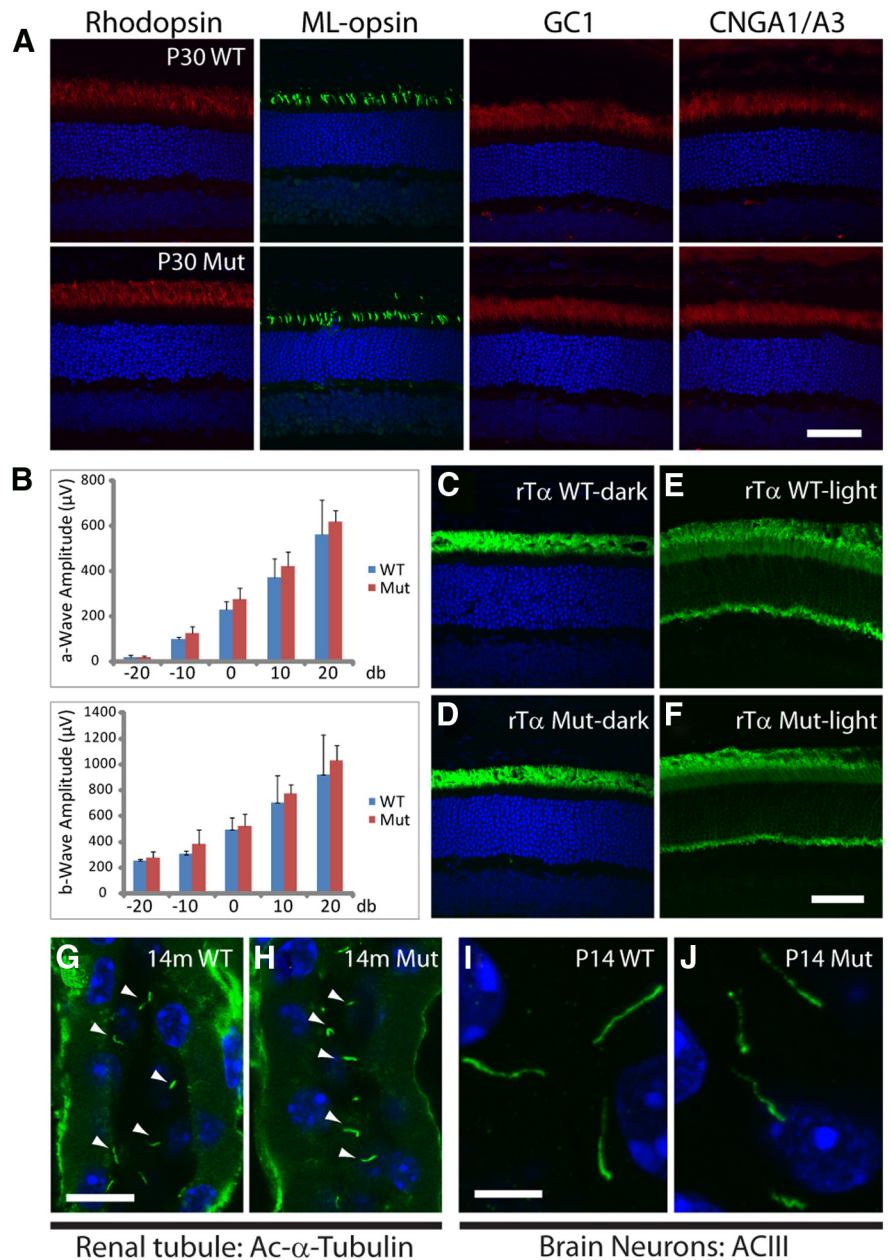 Rhodopsin ML-opsin GC1 CNGA1/A3
A
P30 WT
P30 Mut
B
800
600
400
200
0
a-Wave Amplitude (μV)
-20 -10 0 10 20 db
WT
Mut
1400
1200
1000
800
600
400
200
0
b-Wave Amplitude (μV)
-20 -10 0 10 20 db
WT
Mut
C rTα WT-dark
E rTα WT-light
D rTα Mut-dark
F rTα Mut-light
G 14m WT
H 14m Mut
I P14 WT
J P14 Mut
Renal tubule: Ac-α-Tubulin
Brain Neurons: ACIII